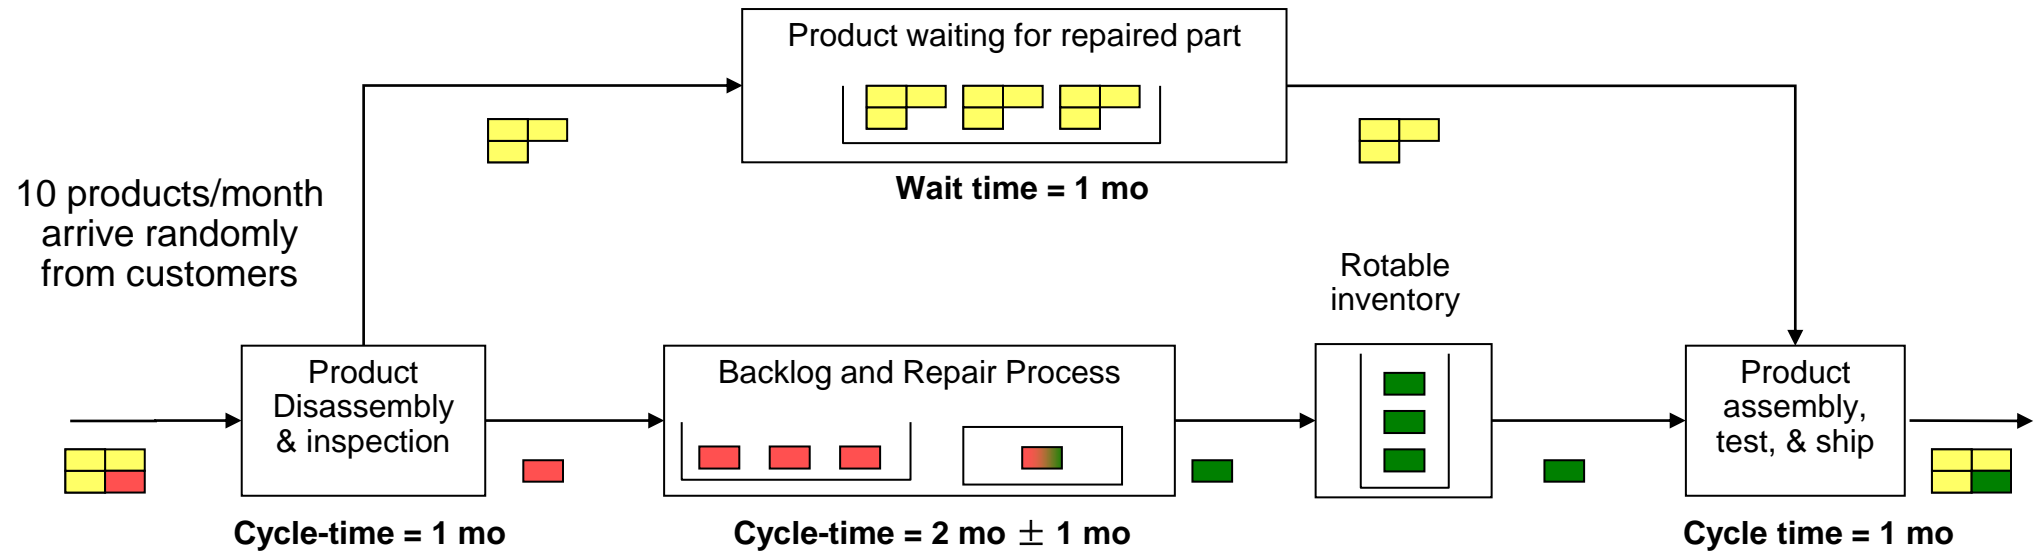 Product waiting for repaired part
Wait time = 1 mo
10 products/month
arrive randomly
from customers
Rotable
inventory
Product
Disassembly
& inspection
Backlog and Repair Process
Product
assembly,
test, & ship
Cycle-time = 1 mo
Cycle-time = 2 mo ± 1 mo
Cycle time = 1 mo